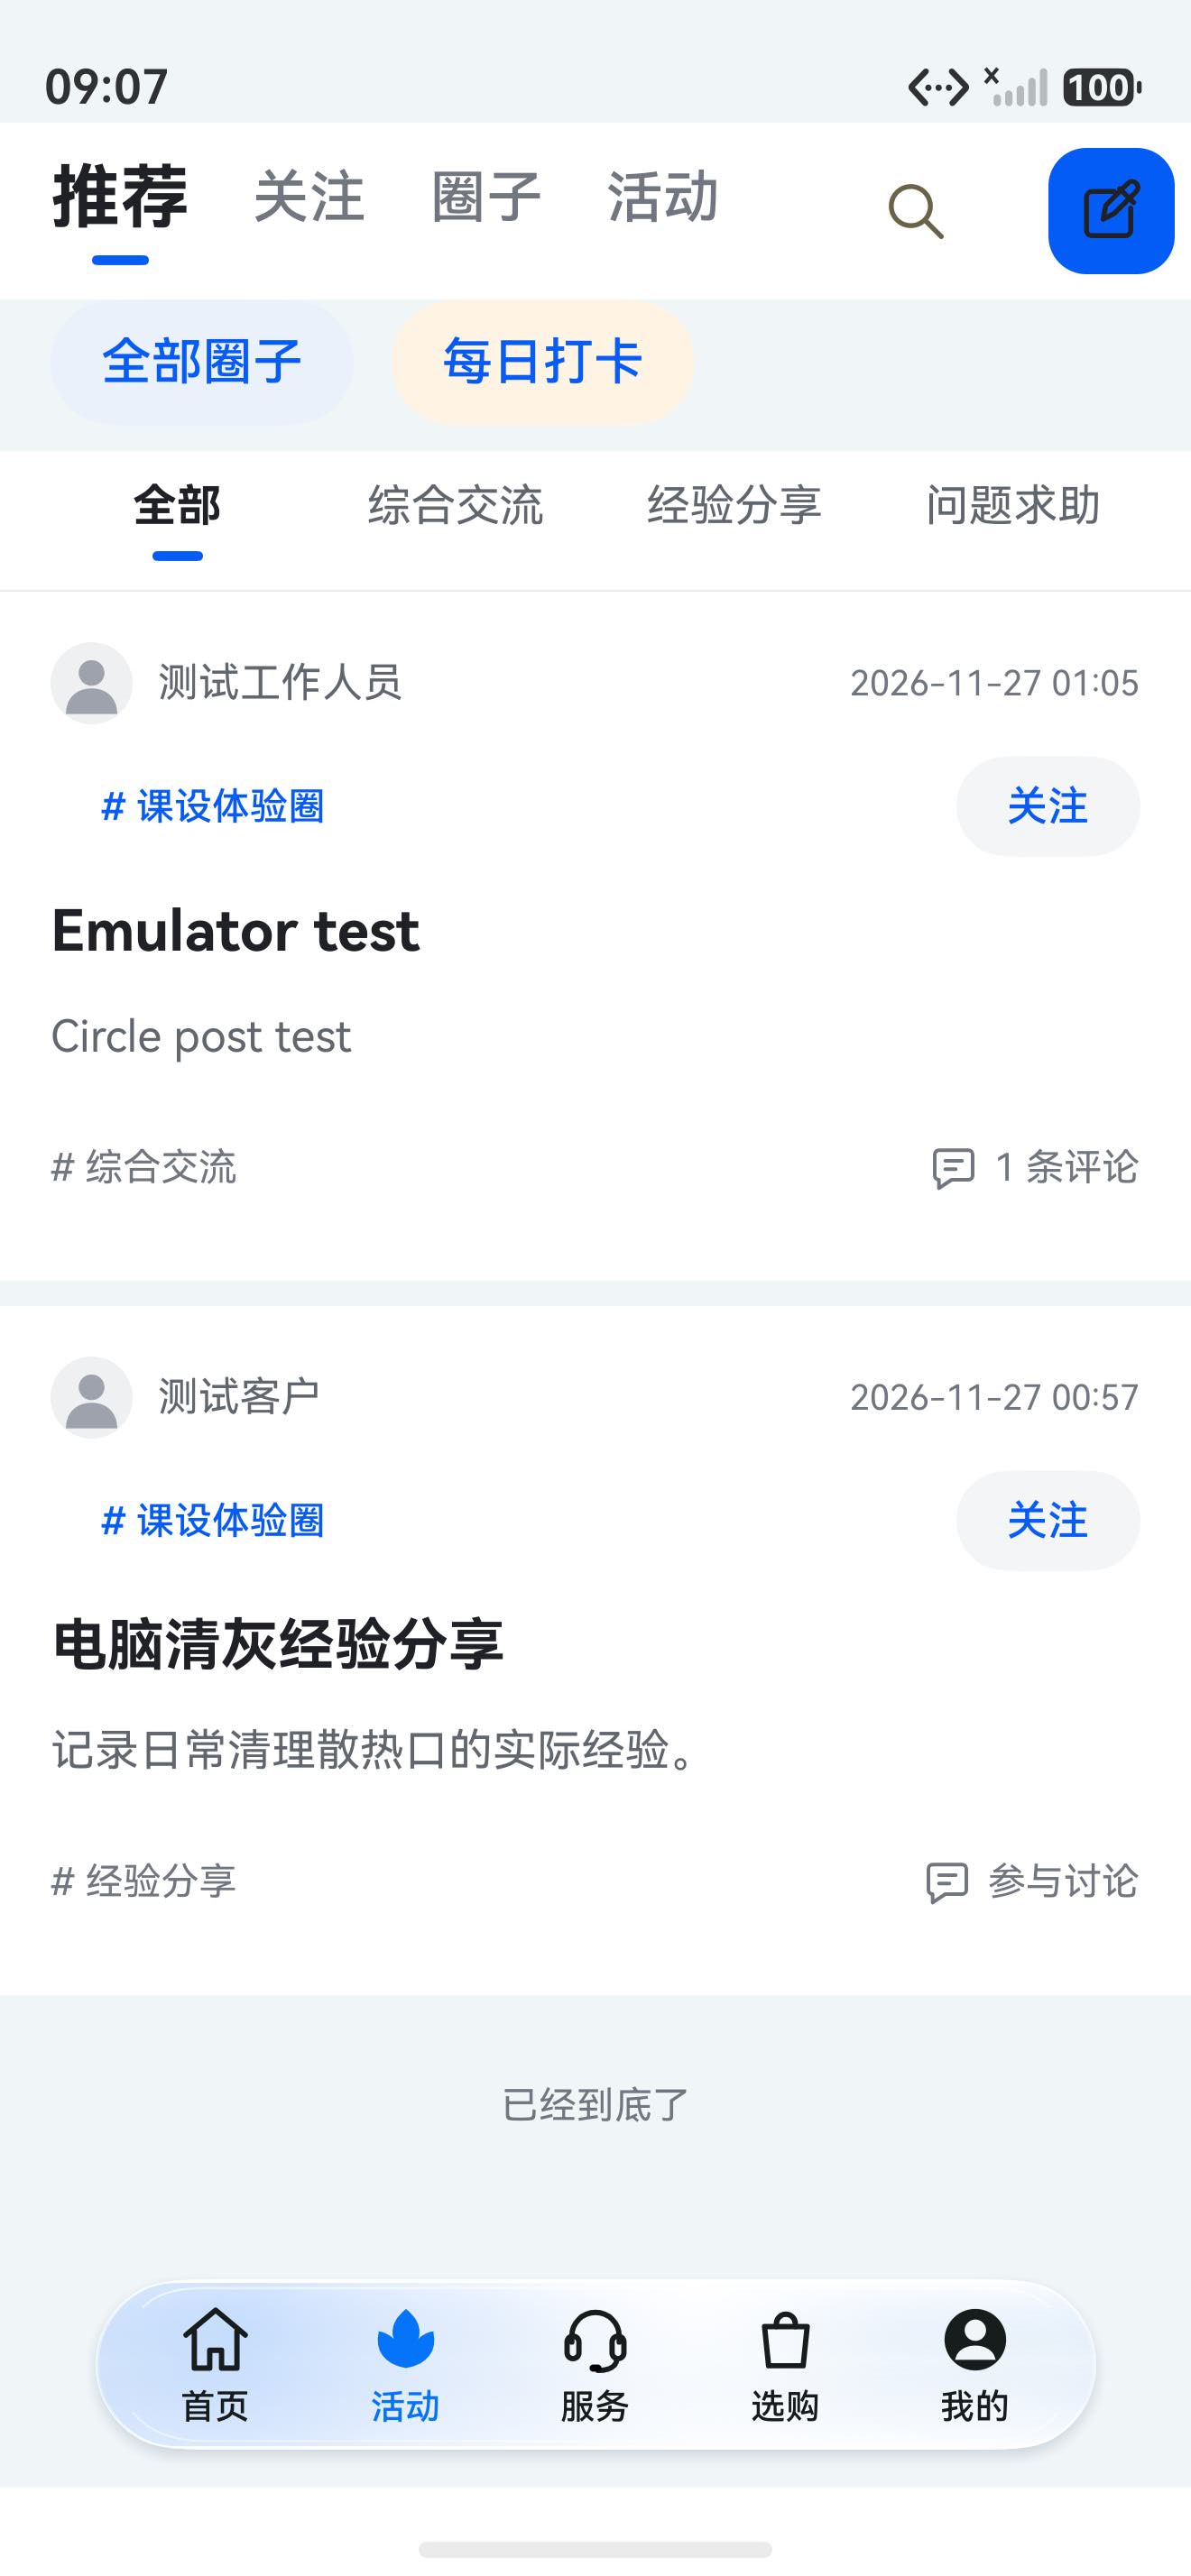 09:07
100
推荐 关注 圈子 活动
全部圈子 每日打卡
全部 综合交流 经验分享 问题求助
测试工作人员 2026-11-27 01:05
# 课设体验圈 关注
Emulator test
Circle post test
# 综合交流 1 条评论
测试客户 2026-11-27 00:57
# 课设体验圈 关注
电脑清灰经验分享
记录日常清理散热口的实际经验。
# 经验分享 参与讨论
已经到底了
首页 活动 服务 选购 我的